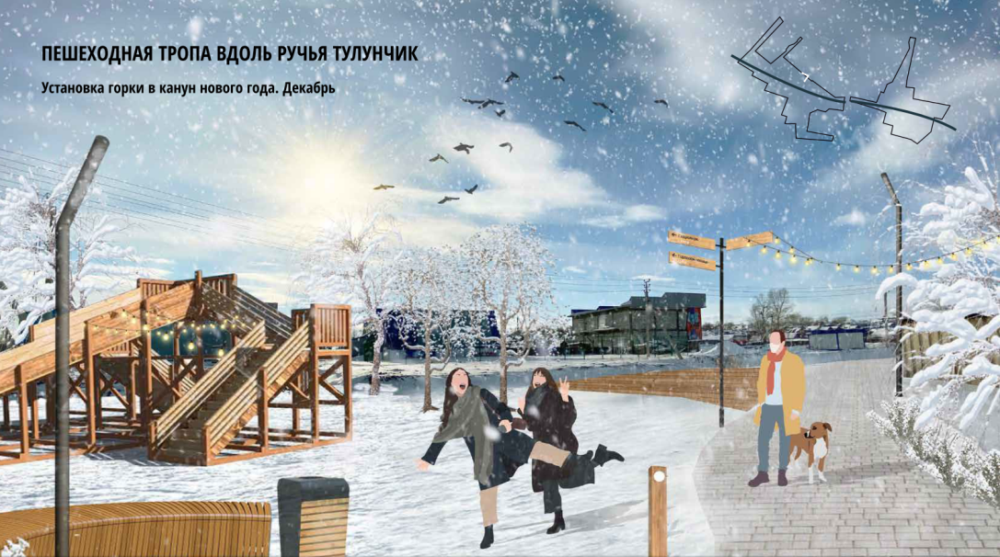 ПЕШЕХОДНАЯ ТРОПА ВДОЛЬ РУЧЬЯ ТУЛУНЧИК
Установка горки в канун нового года. Декабрь